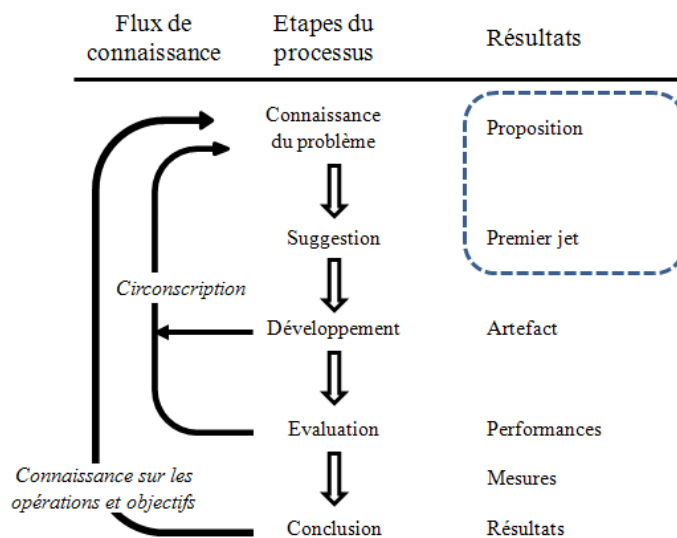 Flux de
connaissance
Etapes du
processus
Résultats
Connaissance
du problème
Proposition
Suggestion
Premier jet
Circonscription
Développement
Artefact
Evaluation
Performances
Connaissance sur les
opérations et objectifs
Mesures
Conclusion
Résultats